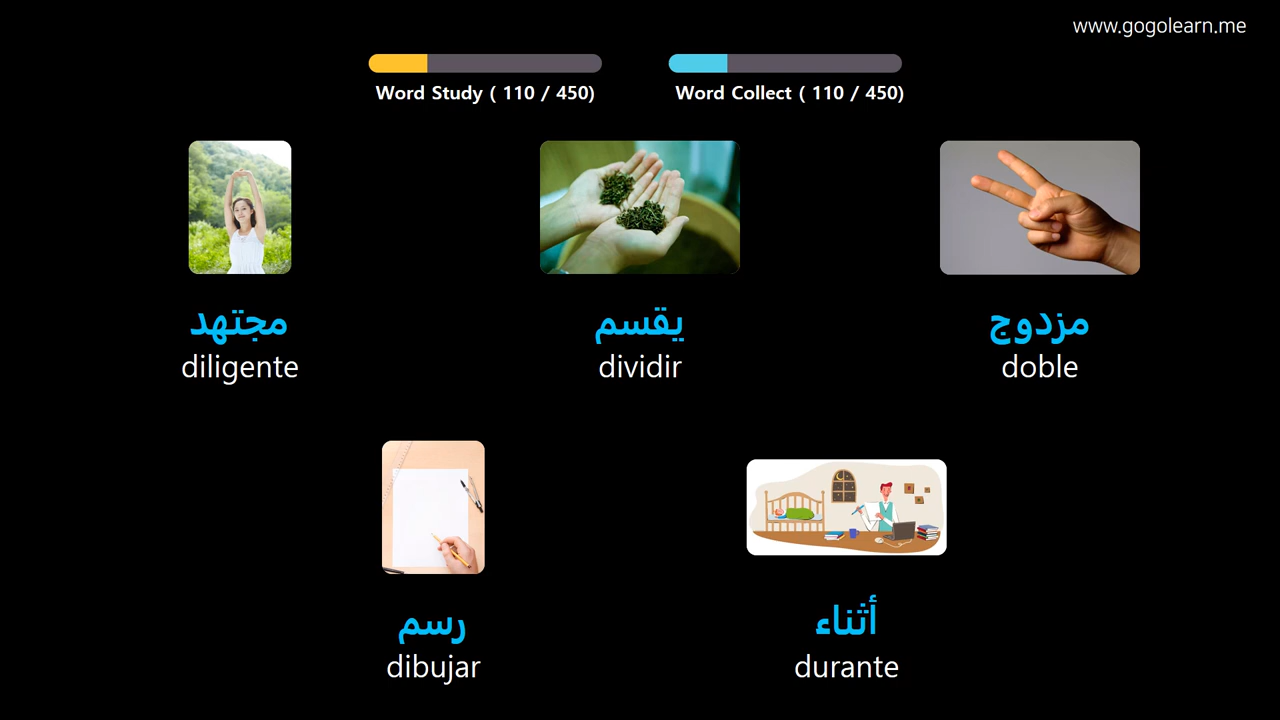 www.gogolearn.me
Word Study ( 110 / 450)
Word Collect ( 110 / 450)
مجتهد
diligente
يقسم
dividir
مزدوج
doble
رسم
dibujar
أثناء
durante